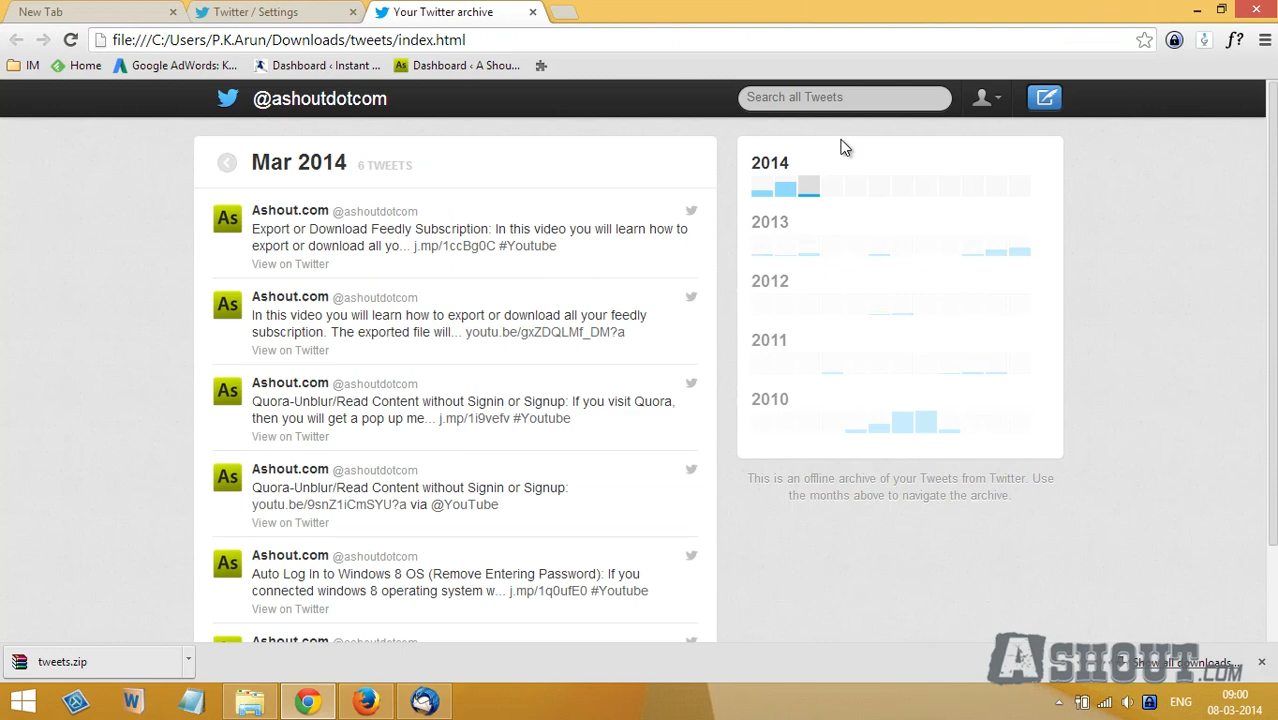 New Tab
Twitter / Settings
Your Twitter archive
file:///C:/Users/P.K.Arun/Downloads/tweets/index.html
f?
IM
Home
Google AdWords: K...
Dashboard ‹ Instant ...
As
Dashboard ‹ A Shou...
@ashoutdotcom
Search all Tweets
Mar 2014 6 TWEETS
As
Ashout.com @ashoutdotcom
Export or Download Feedly Subscription: In this video you will learn how to
export or download all yo... j.mp/1ccBg0C #Youtube
View on Twitter
As
Ashout.com @ashoutdotcom
In this video you will learn how to export or download all your feedly
subscription. The exported file will... youtu.be/gxZDQLMf_DM?a
View on Twitter
As
Ashout.com @ashoutdotcom
Quora-Unblur/Read Content without Signin or Signup: If you visit Quora,
then you will get a pop up me... j.mp/1i9vefv #Youtube
View on Twitter
As
Ashout.com @ashoutdotcom
Quora-Unblur/Read Content without Signin or Signup:
youtu.be/9snZ1iCmSYU?a via @YouTube
View on Twitter
As
Ashout.com @ashoutdotcom
Auto Log In to Windows 8 OS (Remove Entering Password): If you
connected windows 8 operating system w... j.mp/1q0ufE0 #Youtube
View on Twitter
Ashout.com @ashoutdotcom
2014
2013
2012
2011
2010
This is an offline archive of your Tweets from Twitter. Use
the months above to navigate the archive.
tweets.zip
Show all downloads...
ASHOUT.COM
W
ENG
09:00
08-03-2014